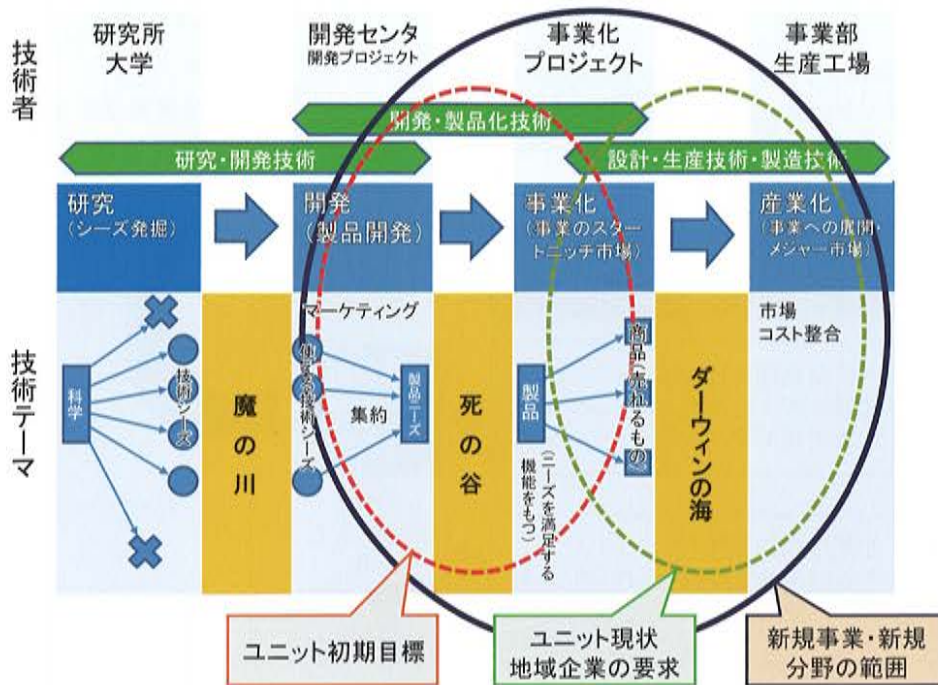 技術者
研究所
大学
開発センタ
開発プロジェクト
事業化
プロジェクト
事業部
生産工場
開発・製品化技術
研究・開発技術
設計・生産技術・製造技術
研究
(シーズ発掘)
開発
(製品開発)
事業化
(事業のスター
トニッチ市場)
産業化
(事業への展開・
メジャー市場)
技術テーマ
科学
技術シーズ
魔の川
マーケティング
使える技術シーズ
集約
製品ニーズ
死の谷
製品
(ニーズを満足する
機能をもつ)
商品(売れるもの)
ダーウィンの海
市場
コスト整合
ユニット初期目標
ユニット現状
地域企業の要求
新規事業・新規
分野の範囲